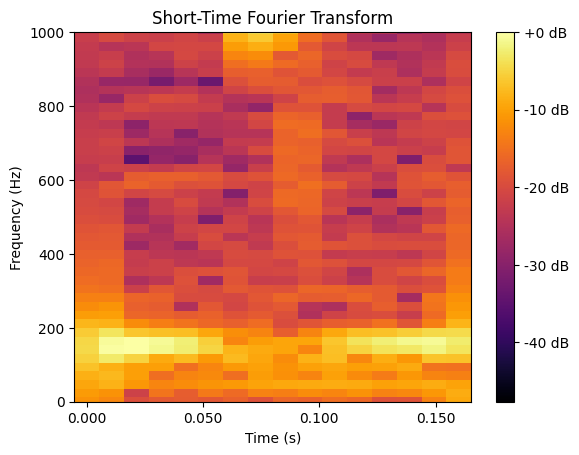 Short-Time Fourier Transform
1000
800
600
400
200
0
Frequency (Hz)
0.000
0.050
0.100
0.150
Time (s)
+0 dB
-10 dB
-20 dB
-30 dB
-40 dB